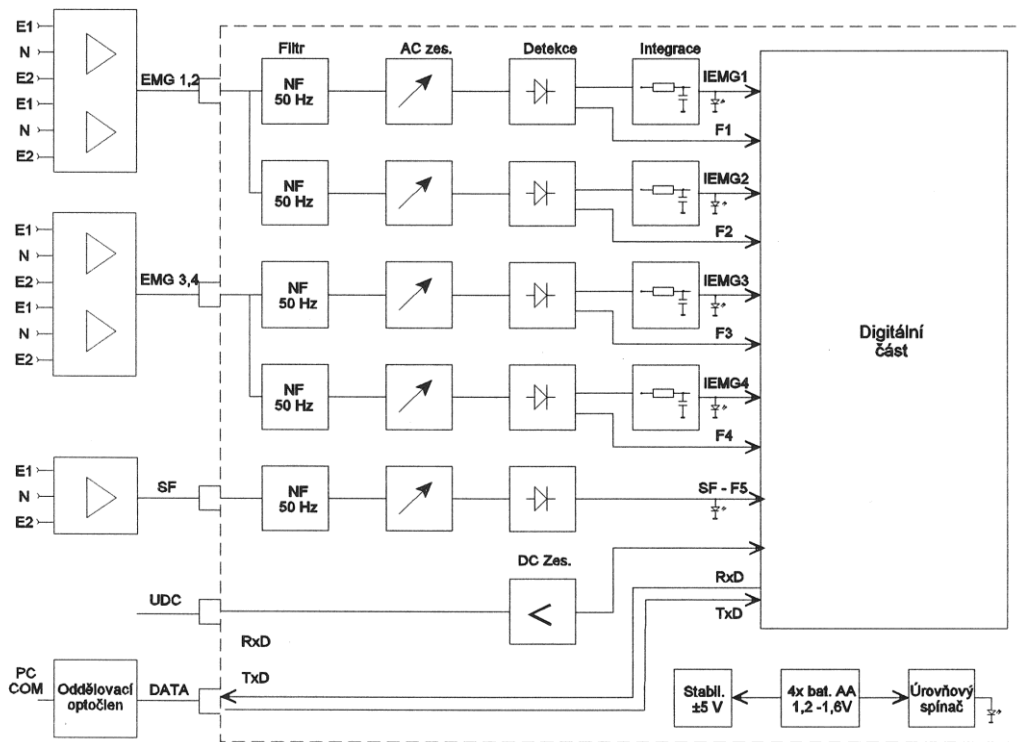 E1
N
E2
E1
N
E2
EMG 1,2
Filtr
AC zes.
Detekce
Integrace
NF
50 Hz
IEMG1
F1
NF
50 Hz
IEMG2
F2
E1
N
E2
E1
N
E2
EMG 3,4
NF
50 Hz
IEMG3
F3
NF
50 Hz
IEMG4
F4
Digitální
část
E1
N
E2
SF
NF
50 Hz
SF - F5
DC Zes.
<
UDC
RxD
TxD
RxD
TxD
PC
COM
Oddělovací
optočlen
DATA
Stabil.
±5 V
4x bat. AA
1,2 -1,6V
Úrovňový
spínač